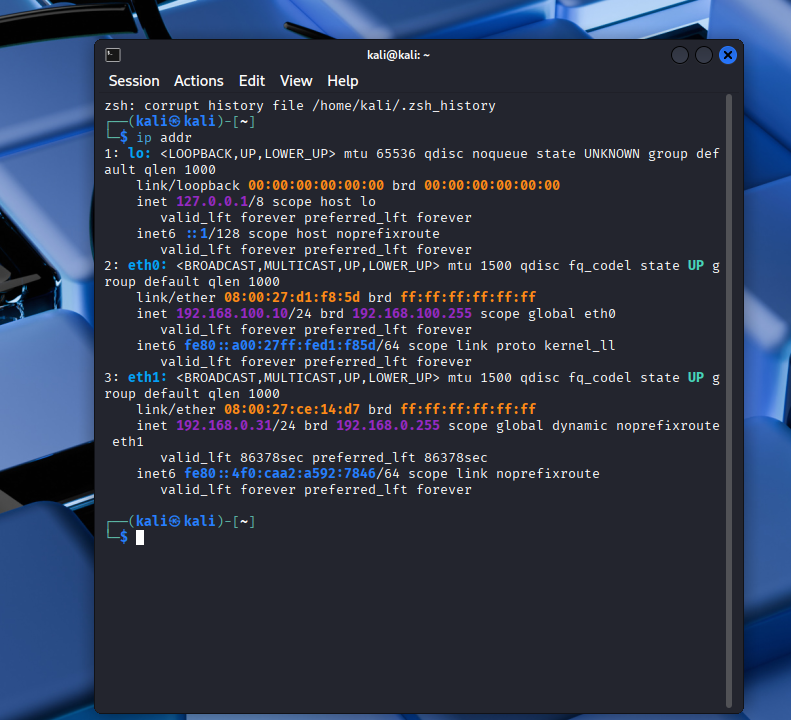 kali@kali: ~
Session Actions Edit View Help
zsh: corrupt history file /home/kali/.zsh_history
┌──(kali㉿kali)-[~]
└─$ ip addr
1: lo: <LOOPBACK,UP,LOWER_UP> mtu 65536 qdisc noqueue state UNKNOWN group def
ault qlen 1000
    link/loopback 00:00:00:00:00:00 brd 00:00:00:00:00:00
    inet 127.0.0.1/8 scope host lo
       valid_lft forever preferred_lft forever
    inet6 ::1/128 scope host noprefixroute
       valid_lft forever preferred_lft forever
2: eth0: <BROADCAST,MULTICAST,UP,LOWER_UP> mtu 1500 qdisc fq_codel state UP g
roup default qlen 1000
    link/ether 08:00:27:d1:f8:5d brd ff:ff:ff:ff:ff:ff
    inet 192.168.100.10/24 brd 192.168.100.255 scope global eth0
       valid_lft forever preferred_lft forever
    inet6 fe80::a00:27ff:fed1:f85d/64 scope link proto kernel_ll
       valid_lft forever preferred_lft forever
3: eth1: <BROADCAST,MULTICAST,UP,LOWER_UP> mtu 1500 qdisc fq_codel state UP g
roup default qlen 1000
    link/ether 08:00:27:ce:14:d7 brd ff:ff:ff:ff:ff:ff
    inet 192.168.0.31/24 brd 192.168.0.255 scope global dynamic noprefixroute
 eth1
       valid_lft 86378sec preferred_lft 86378sec
    inet6 fe80::4f0:caa2:a592:7846/64 scope link noprefixroute
       valid_lft forever preferred_lft forever
┌──(kali㉿kali)-[~]
└─$